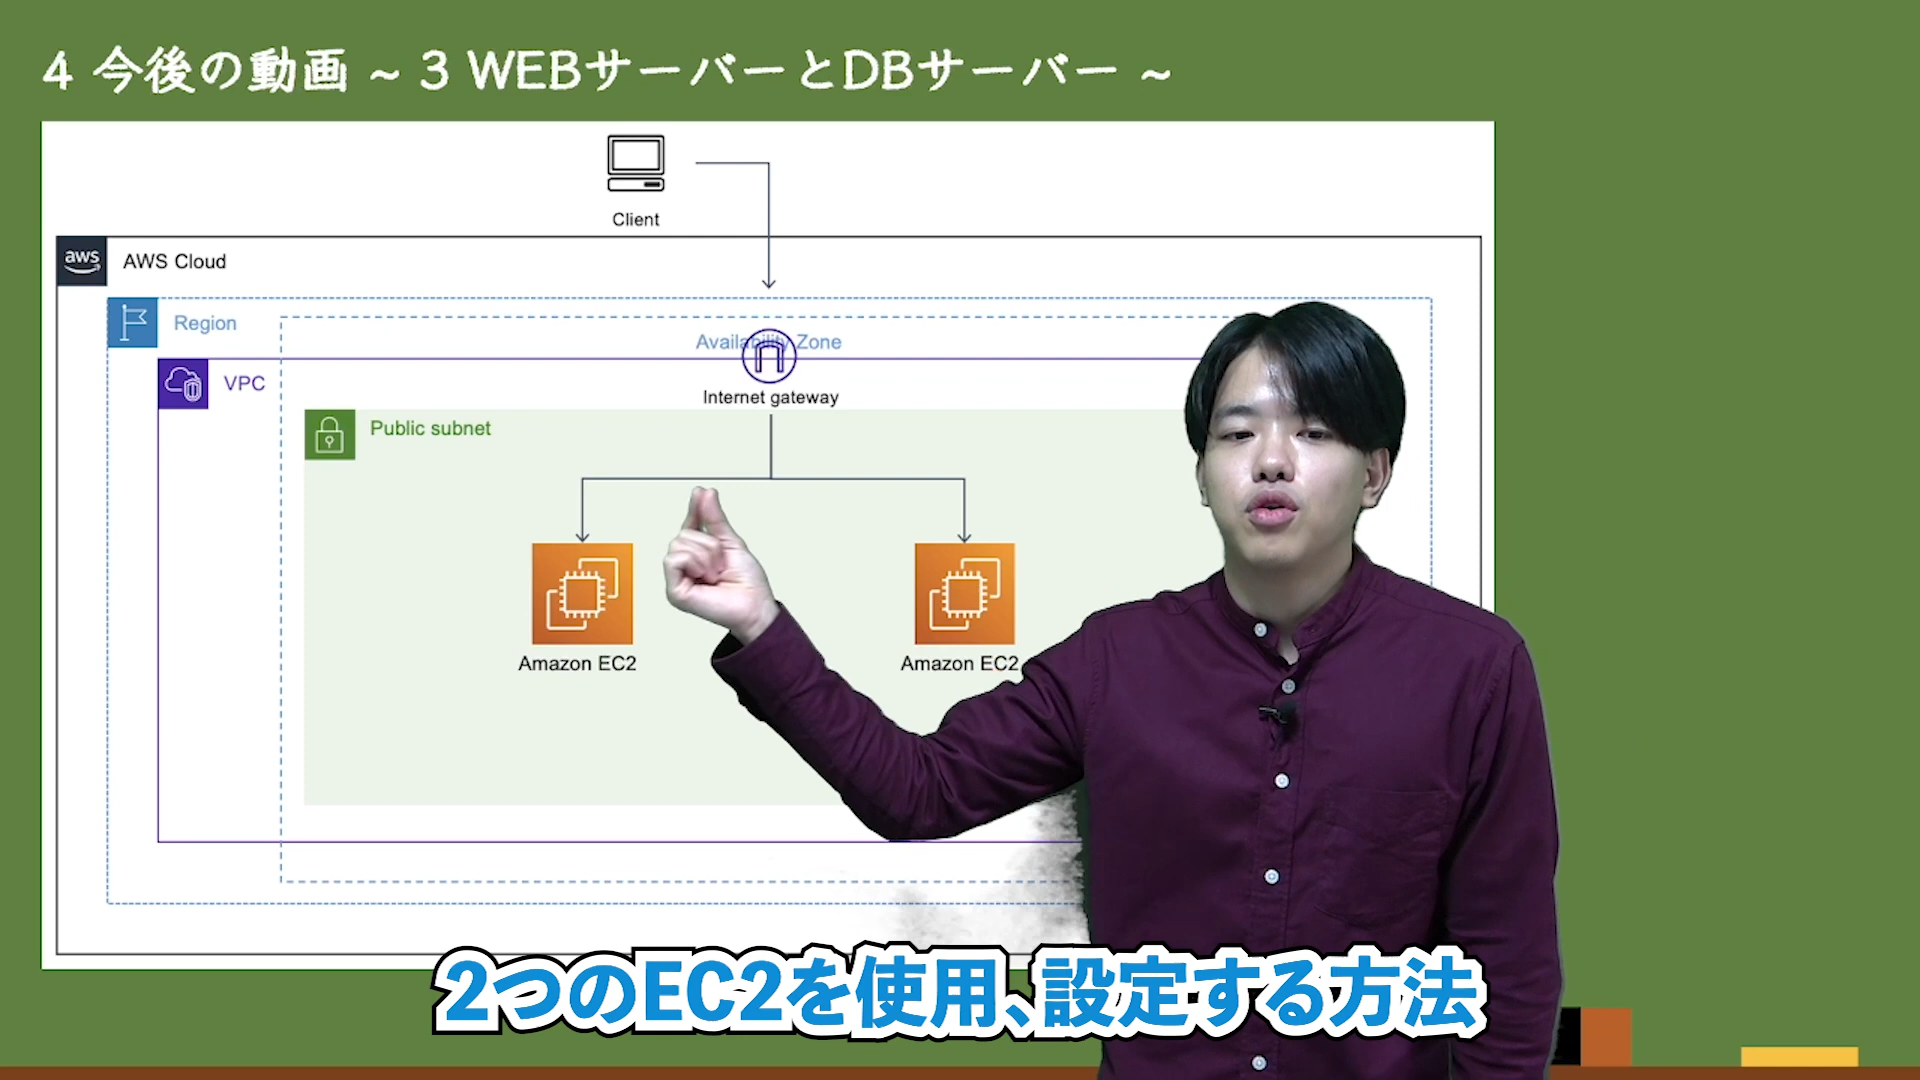 4 今後の動画 ~ 3 WEBサーバーとDBサーバー ~
Client
aws
AWS Cloud
Region
Availability Zone
VPC
Internet gateway
Public subnet
Amazon EC2
Amazon EC2
2つのEC2を使用、設定する方法